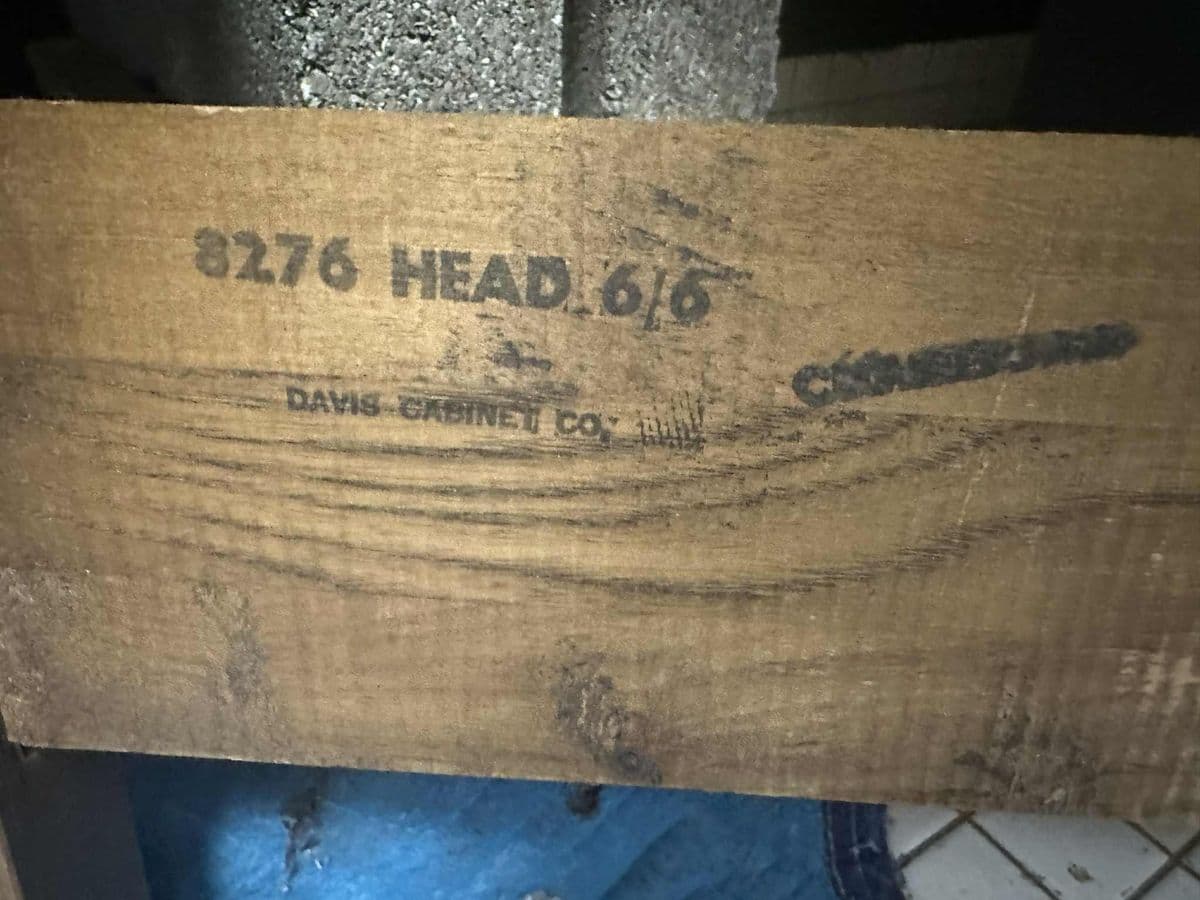 8276 HEAD 6/6
DAVIS CABINET CO.